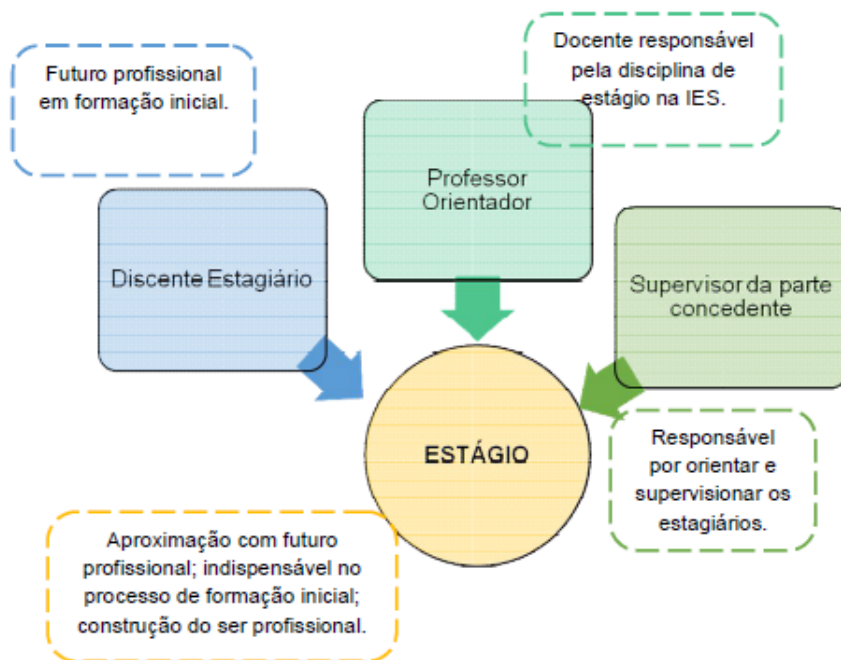 Futuro profissional
em formação inicial.
Docente responsável
pela disciplina de
estágio na IES.
Professor
Orientador
Discente Estagiário
Supervisor da parte
concedente
ESTÁGIO
Responsável
por orientar e
supervisionar os
estagiários.
Aproximação com futuro
profissional; indispensável no
processo de formação inicial;
construção do ser profissional.